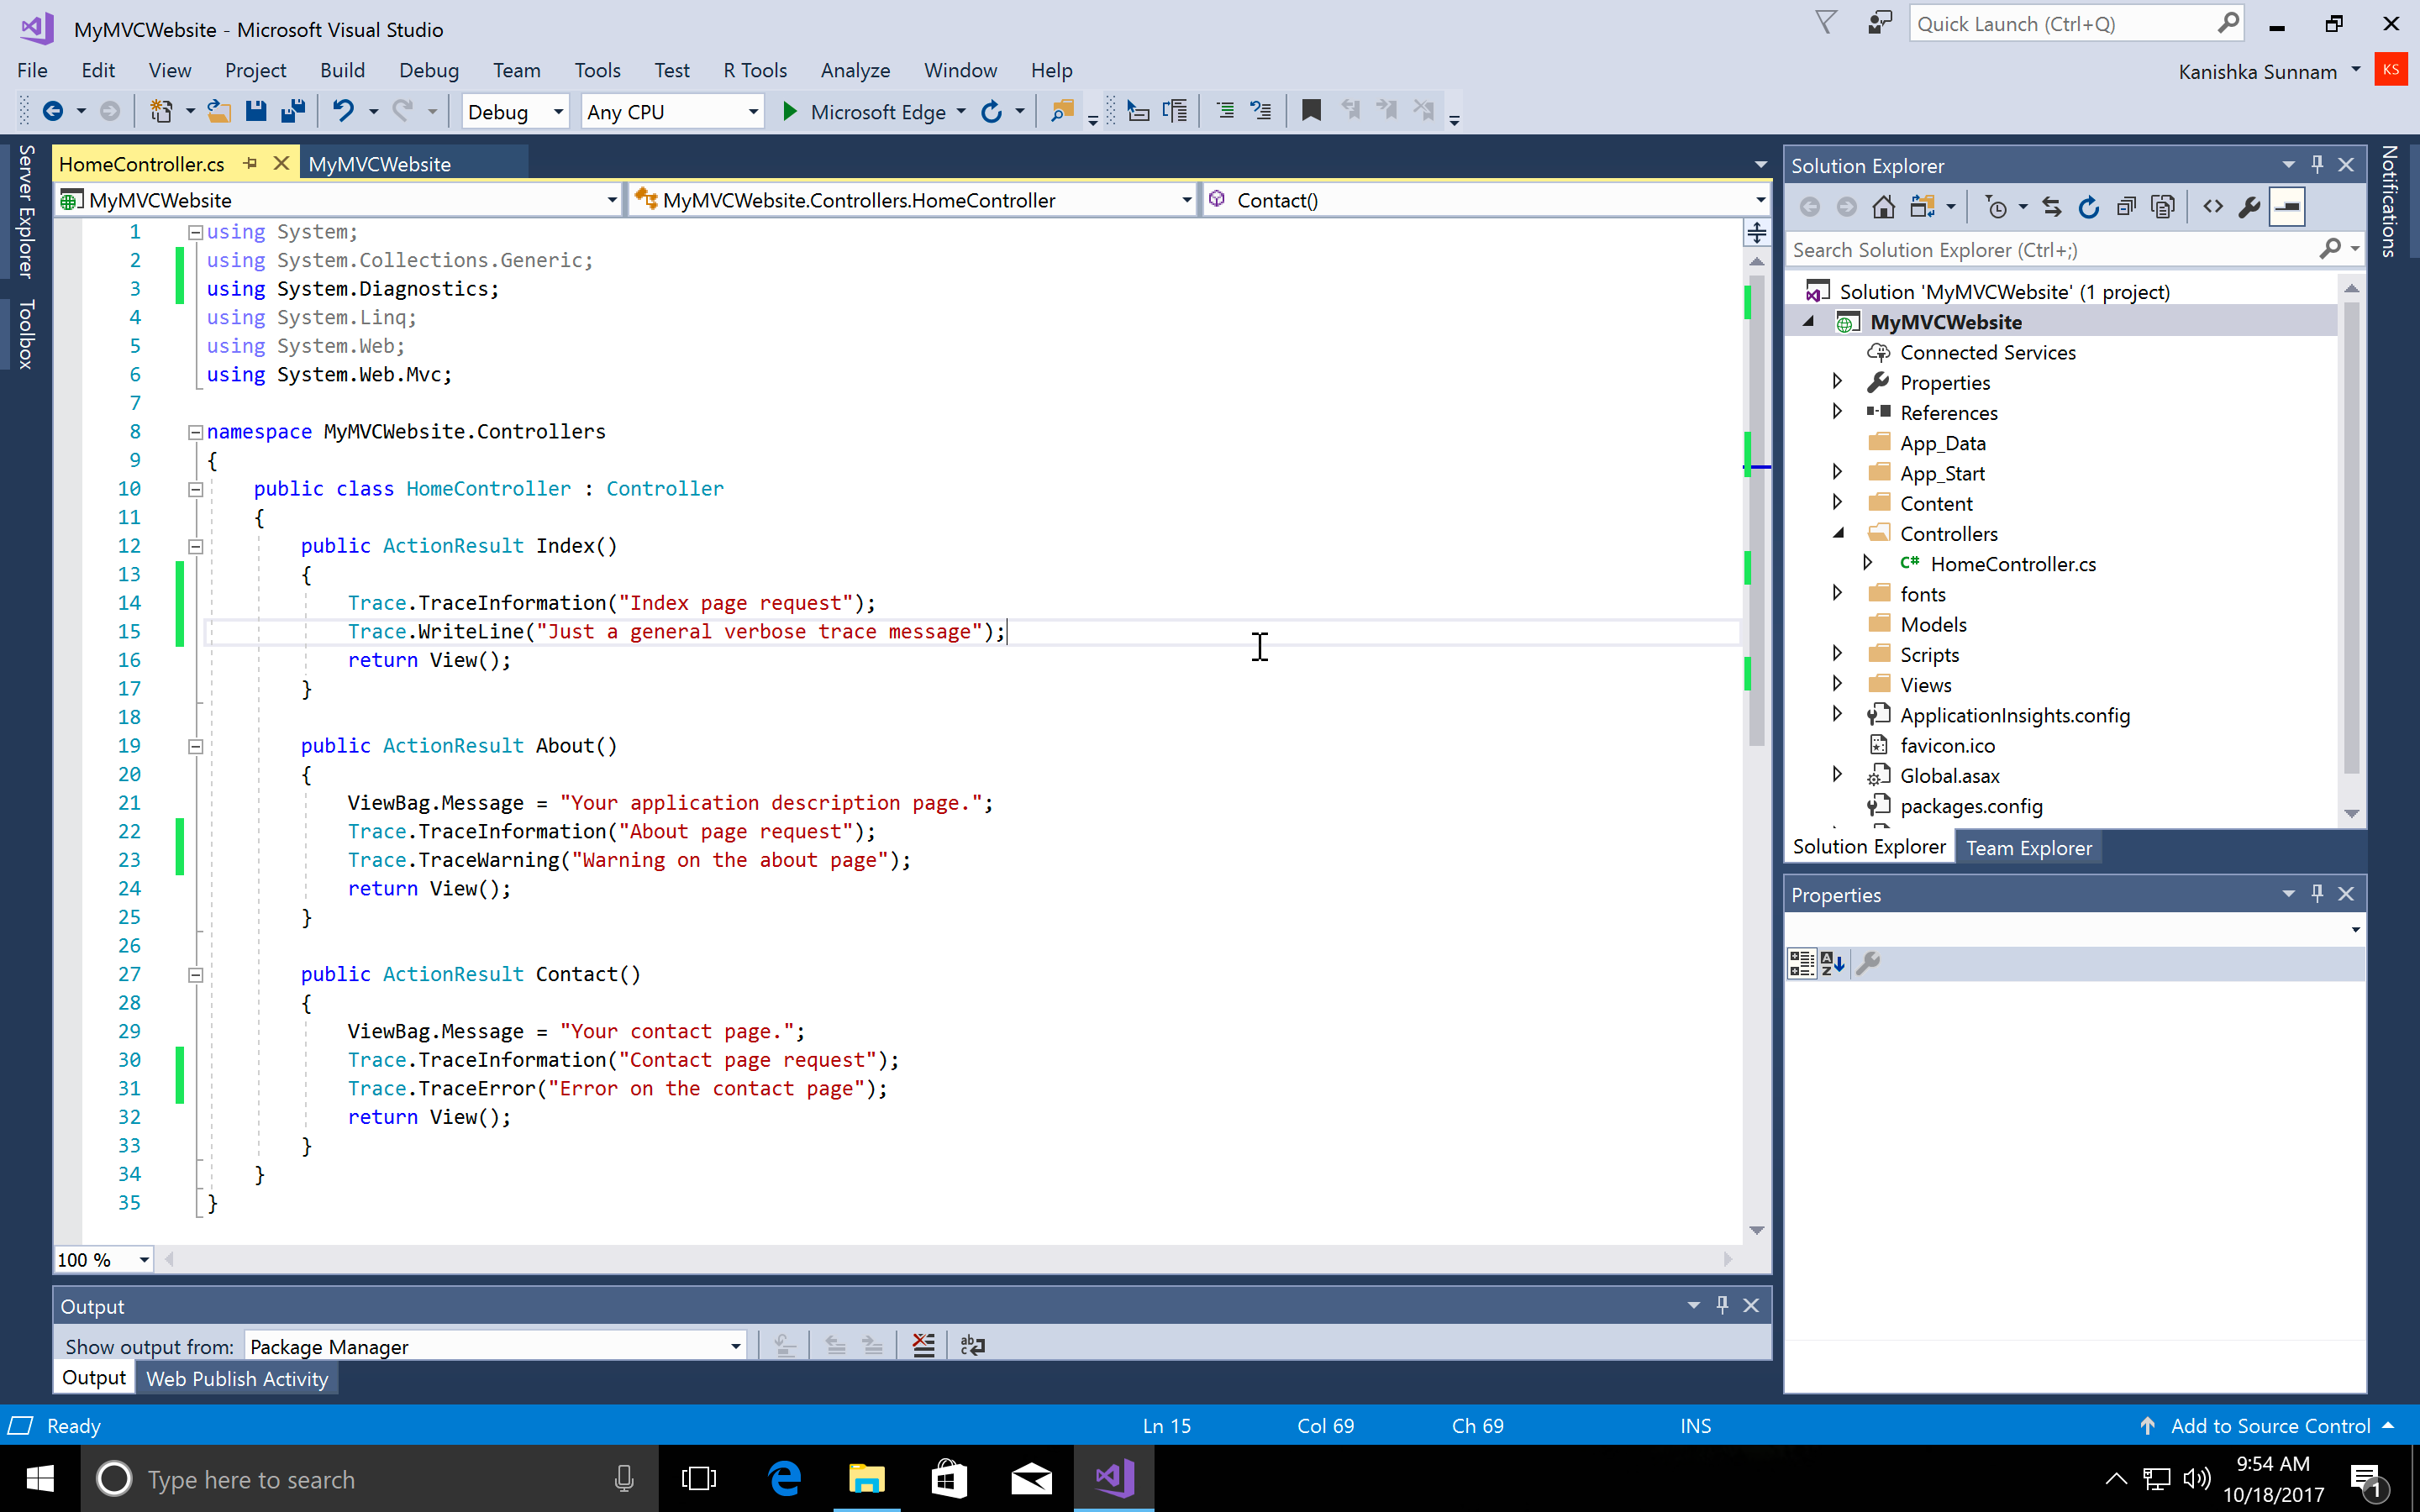 MyMVCWebsite - Microsoft Visual Studio
Quick Launch (Ctrl+Q)
File Edit View Project Build Debug Team Tools Test R Tools Analyze Window Help
Kanishka Sunnam KS
Debug Any CPU Microsoft Edge
Server Explorer
Toolbox
HomeController.cs MyMVCWebsite
MyMVCWebsite MyMVCWebsite.Controllers.HomeController Contact()
1 using System;
2 using System.Collections.Generic;
3 using System.Diagnostics;
4 using System.Linq;
5 using System.Web;
6 using System.Web.Mvc;
7
8 namespace MyMVCWebsite.Controllers
9 {
10 public class HomeController : Controller
11 {
12 public ActionResult Index()
13 {
14 Trace.TraceInformation("Index page request");
15 Trace.WriteLine("Just a general verbose trace message");
16 return View();
17 }
18
19 public ActionResult About()
20 {
21 ViewBag.Message = "Your application description page.";
22 Trace.TraceInformation("About page request");
23 Trace.TraceWarning("Warning on the about page");
24 return View();
25 }
26
27 public ActionResult Contact()
28 {
29 ViewBag.Message = "Your contact page.";
30 Trace.TraceInformation("Contact page request");
31 Trace.TraceError("Error on the contact page");
32 return View();
33 }
34 }
35 }
100 %
Output
Show output from: Package Manager
Output Web Publish Activity
Solution Explorer
Search Solution Explorer (Ctrl+;)
Solution 'MyMVCWebsite' (1 project)
MyMVCWebsite
Connected Services
Properties
References
App_Data
App_Start
Content
Controllers
C# HomeController.cs
fonts
Models
Scripts
Views
ApplicationInsights.config
favicon.ico
Global.asax
packages.config
Solution Explorer Team Explorer
Properties
Notifications
Ready Ln 15 Col 69 Ch 69 INS Add to Source Control
Type here to search
9:54 AM
10/18/2017
1